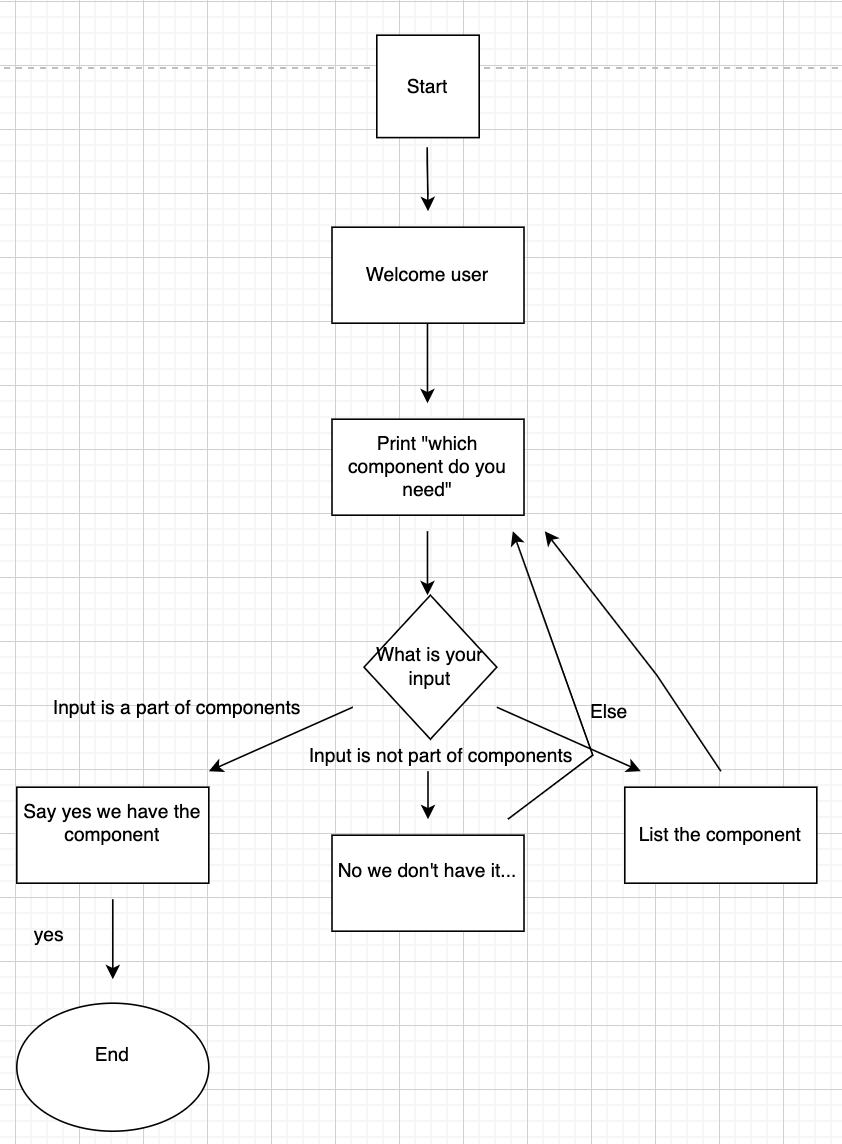 Start
Welcome user
Print "which
component do you
need"
What is your
input
Input is a part of components
Else
Input is not part of components
Say yes we have the
component
List the component
No we don't have it...
yes
End